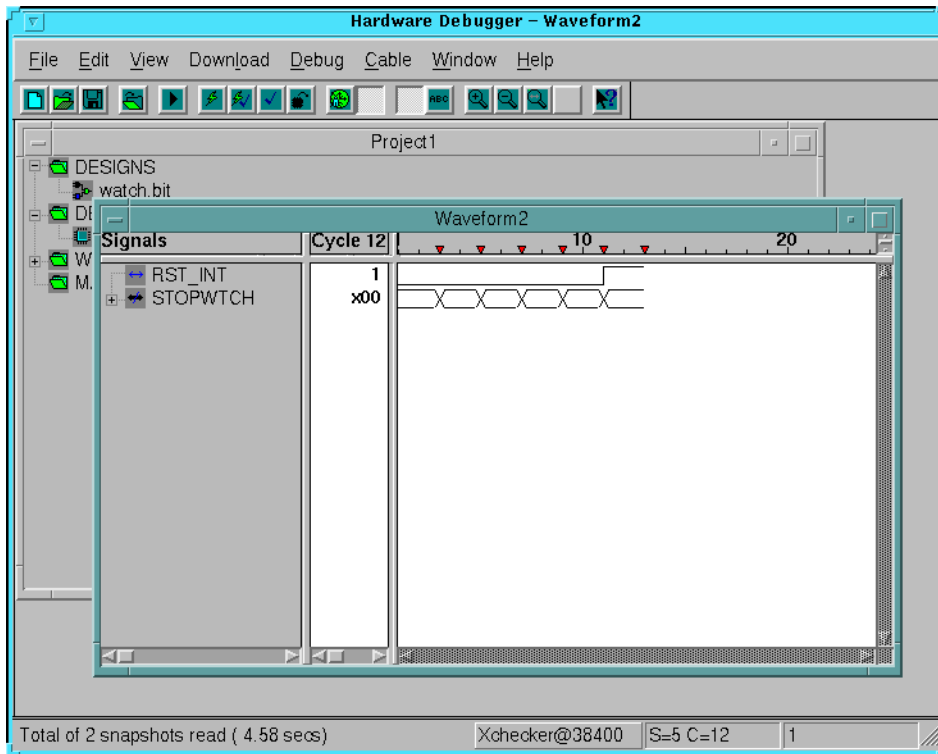 Hardware Debugger – Waveform2
File Edit View Download Debug Cable Window Help
ABC
Project1
DESIGNS
watch.bit
Waveform2
Signals Cycle 12 10 20
RST_INT 1
STOPWTCH x00
Total of 2 snapshots read ( 4.58 secs) Xchecker@38400 S=5 C=12 1